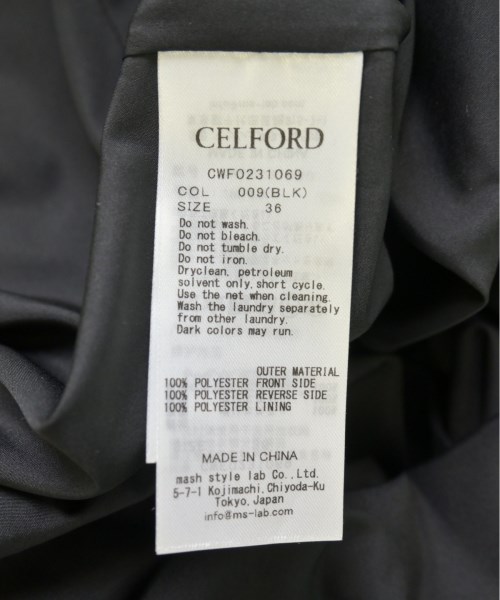 CELFORD
CWF0231069
COL 009(BLK)
SIZE 36
Do not wash.
Do not bleach.
Do not tumble dry.
Do not iron.
Dryclean. petroleum
solvent only,short cycle.
Use the net when cleaning.
Wash the laundry separately
from other laundry.
Dark colors may run.
OUTER MATERIAL
100% POLYESTER FRONT SIDE
100% POLYESTER REVERSE SIDE
100% POLYESTER LINING
MADE IN CHINA
mash style lab Co.,Ltd.
5-7-1 Kojimachi,Chiyoda-Ku
Tokyo,Japan
info@ms-lab.com